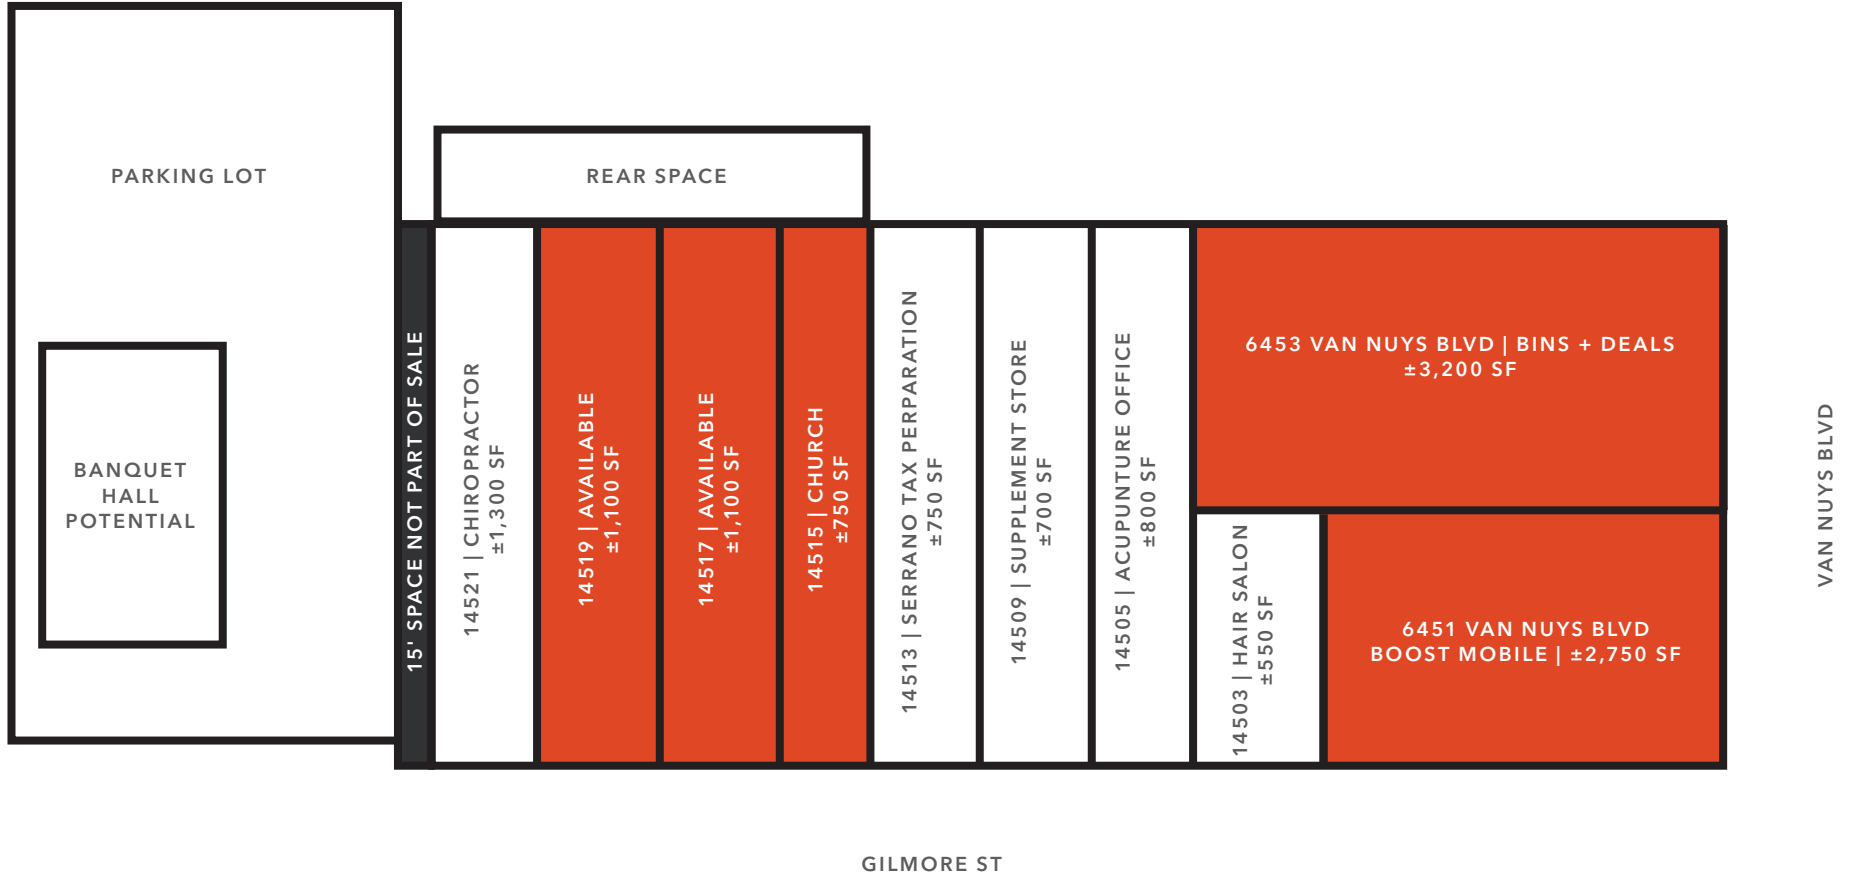 PARKING LOT
REAR SPACE
BANQUET
HALL
POTENTIAL
15' SPACE NOT PART OF SALE
14521 | CHIROPRACTOR
±1,300 SF
14519 | AVAILABLE
±1,100 SF
14517 | AVAILABLE
±1,100 SF
14515 | CHURCH
±750 SF
14513 | SERRANO TAX PERPARATION
±750 SF
14509 | SUPPLEMENT STORE
±700 SF
14505 | ACUPUNTURE OFFICE
±800 SF
6453 VAN NUYS BLVD | BINS + DEALS
±3,200 SF
14503 | HAIR SALON
±550 SF
6451 VAN NUYS BLVD
BOOST MOBILE | ±2,750 SF
VAN NUYS BLVD
GILMORE ST